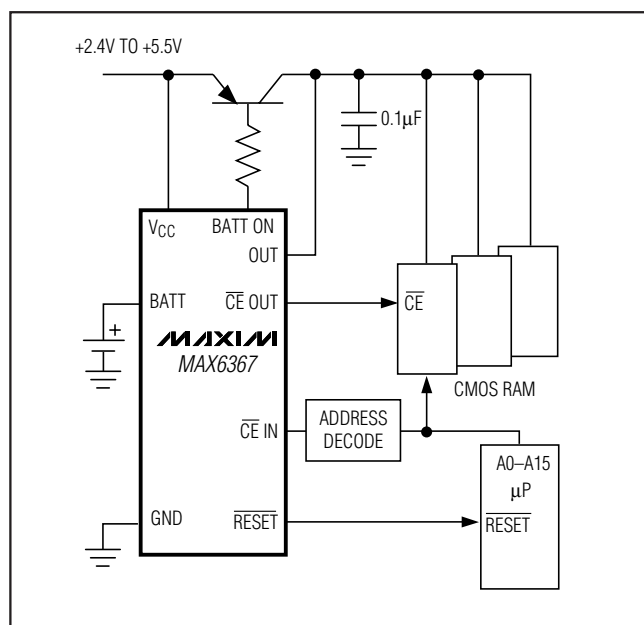 +2.4V TO +5.5V
0.1μF
VCC
BATT ON
OUT
BATT
CE OUT
CE
MAXIM
MAX6367
CMOS RAM
CE IN
ADDRESS
DECODE
A0–A15
μP
GND
RESET
RESET